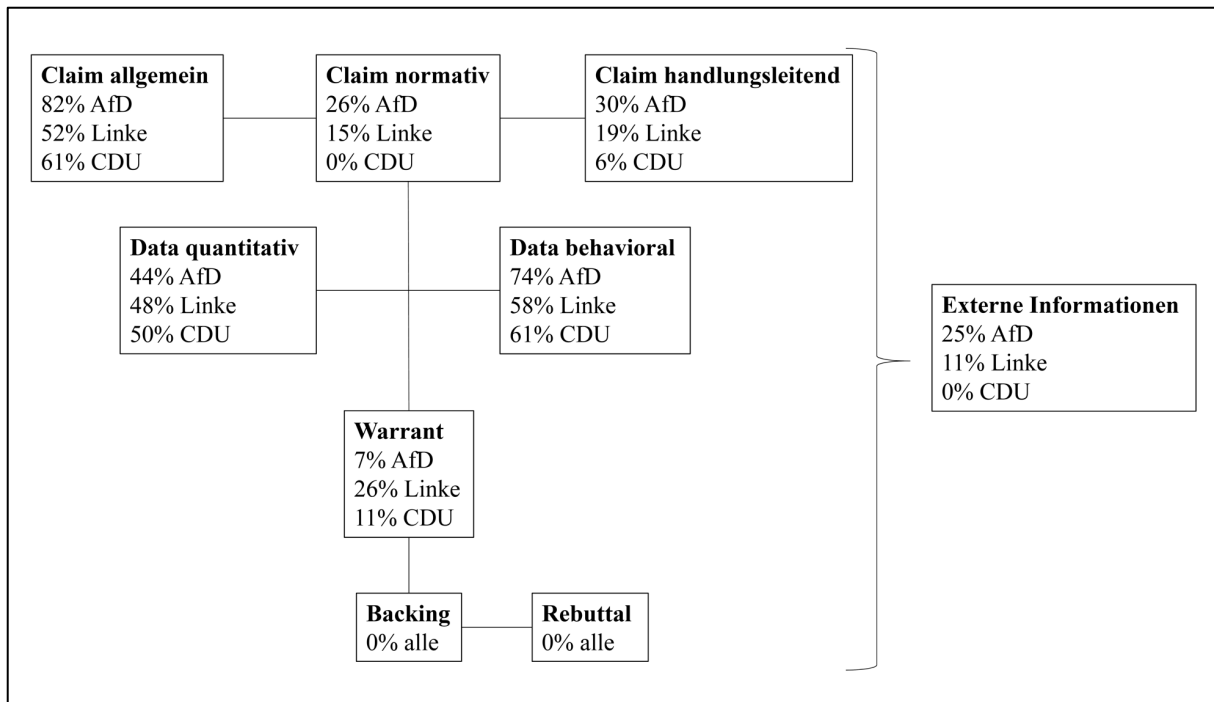 Claim allgemein
82% AfD
52% Linke
61% CDU
Claim normativ
26% AfD
15% Linke
0% CDU
Claim handlungsleitend
30% AfD
19% Linke
6% CDU
Data quantitativ
44% AfD
48% Linke
50% CDU
Data behavioral
74% AfD
58% Linke
61% CDU
Externe Informationen
25% AfD
11% Linke
0% CDU
Warrant
7% AfD
26% Linke
11% CDU
Backing
0% alle
Rebuttal
0% alle